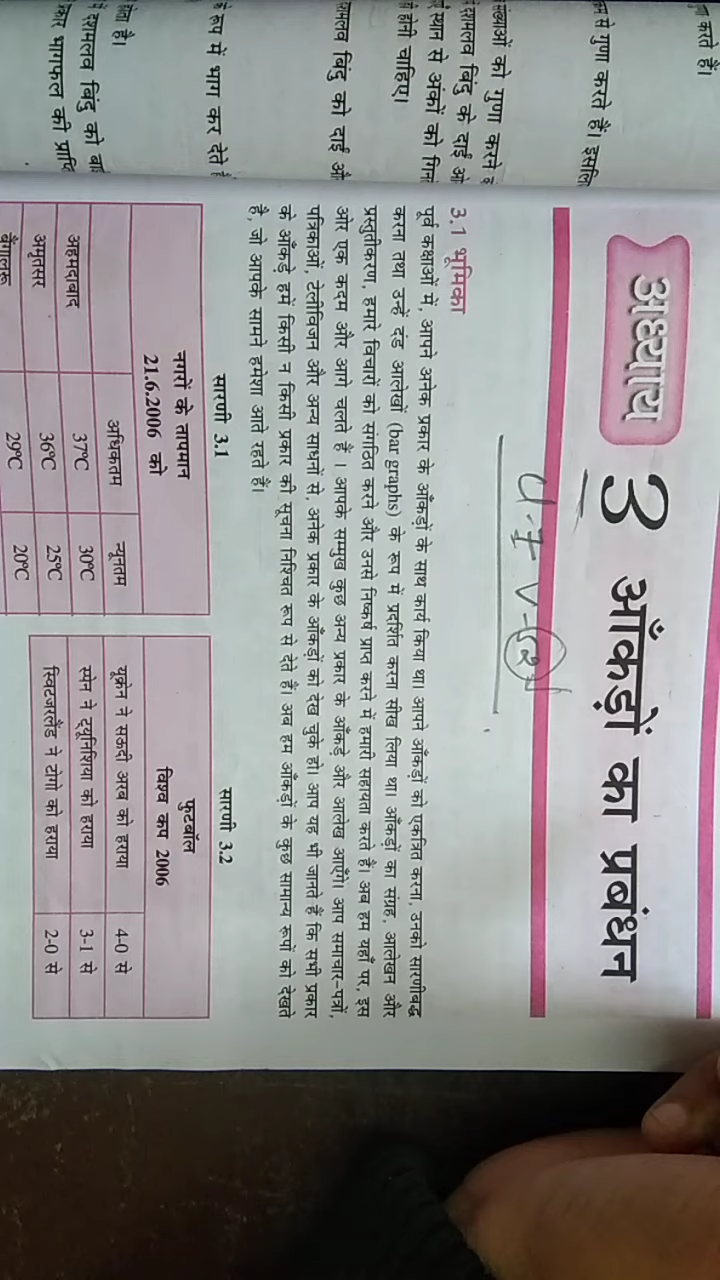 णा करते हैं।
से गुणा करते हैं। इसलि
संख्याओं को गुणा करते
दशमलव बिंदु के दाईं ओ
स्थान से अंकों को गिन
होनी चाहिए।
दशमलव बिंदु को दाईं ओ
के रूप में भाग कर देते
होता है।
दशमलव बिंदु को बा
भागफल की प्राप्ति
अध्याय 3 आँकड़ों का प्रबंधन
3.1 भूमिका
पूर्व कक्षाओं में, आपने अनेक प्रकार के आँकड़ों के साथ कार्य किया था। आपने आँकड़ों को एकत्रित करना, उनको सारणीबद्ध
करना तथा उन्हें दंड आलेखों (bar graphs) के रूप में प्रदर्शित करना सीख लिया था। आँकड़ों का संग्रह, आलेखन और
प्रस्तुतीकरण, हमारे विचारों को संगठित करने और उनसे निष्कर्ष प्राप्त करने में हमारी सहायता करते हैं। अब हम यहाँ पर, इस
ओर एक कदम और आगे चलते हैं । आपके सम्मुख कुछ अन्य प्रकार के आँकड़े और आलेख आएँगे। आप समाचार-पत्रों,
पत्रिकाओं, टेलीविजन और अन्य साधनों से, अनेक प्रकार के आँकड़ों को देख चुके हो। आप यह भी जानते हैं कि सभी प्रकार
के आँकड़े हमें किसी न किसी प्रकार की सूचना निश्चित रूप से देते हैं। अब हम आँकड़ों के कुछ सामान्य रूपों को देखते
है, जो आपके सामने हमेशा आते रहते हैं।
सारणी 3.1
नगरों के तापमान
21.6.2006 को
अधिकतम न्यूनतम
अहमदाबाद 37°C 30°C
अमृतसर 36°C 25°C
बैंगालरू 29°C 20°C
सारणी 3.2
फुटबॉल
विश्व कप 2006
यूक्रेन ने सऊदी अरब को हराया 4-0 से
स्पेन ने ट्यूनिशिया को हराया 3-1 से
स्विटजरलैंड ने टोगो को हराया 2-0 से